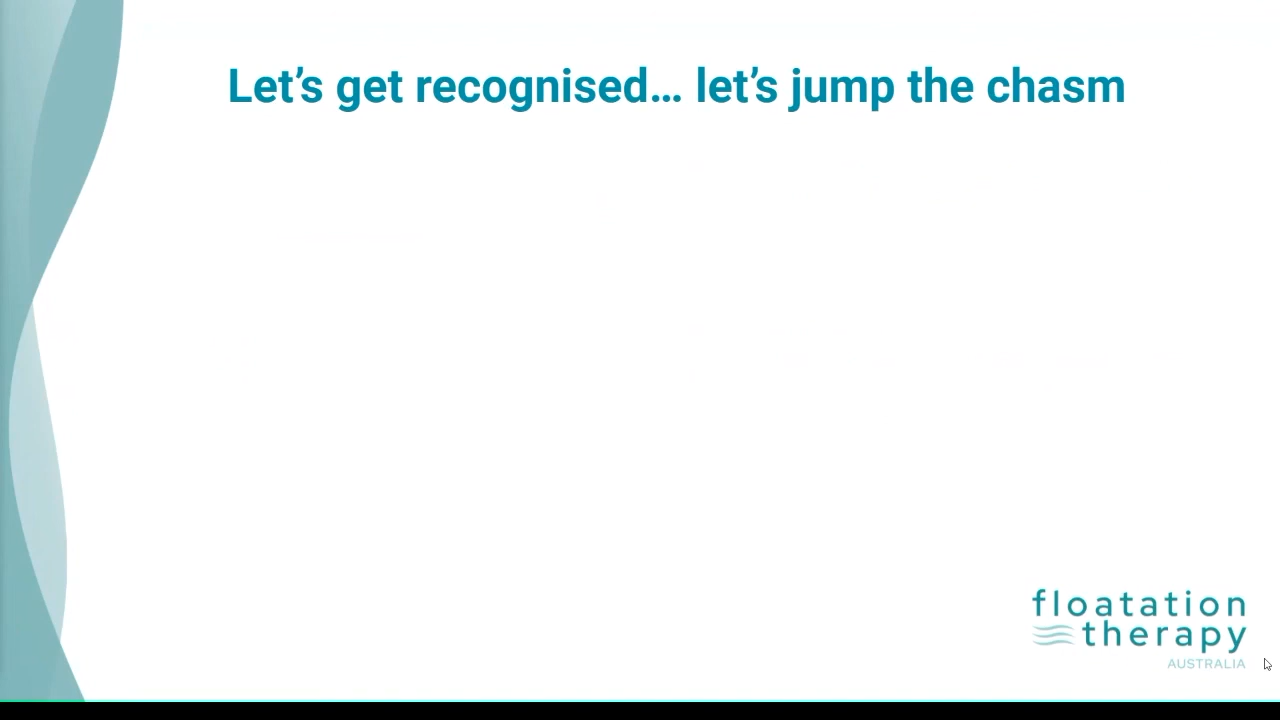 Let’s get recognised... let’s jump the chasm
floatation
therapy
AUSTRALIA